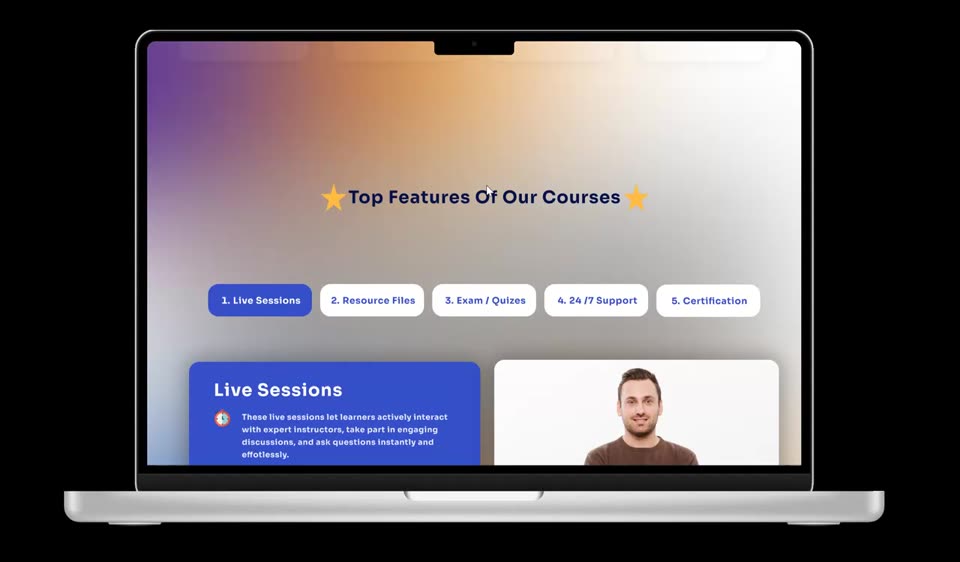 Top Features Of Our Courses
1. Live Sessions
2. Resource Files
3. Exam / Quizes
4. 24 /7 Support
5. Certification
Live Sessions
These live sessions let learners actively interact
with expert instructors, take part in engaging
discussions, and ask questions instantly and
effotlessly.